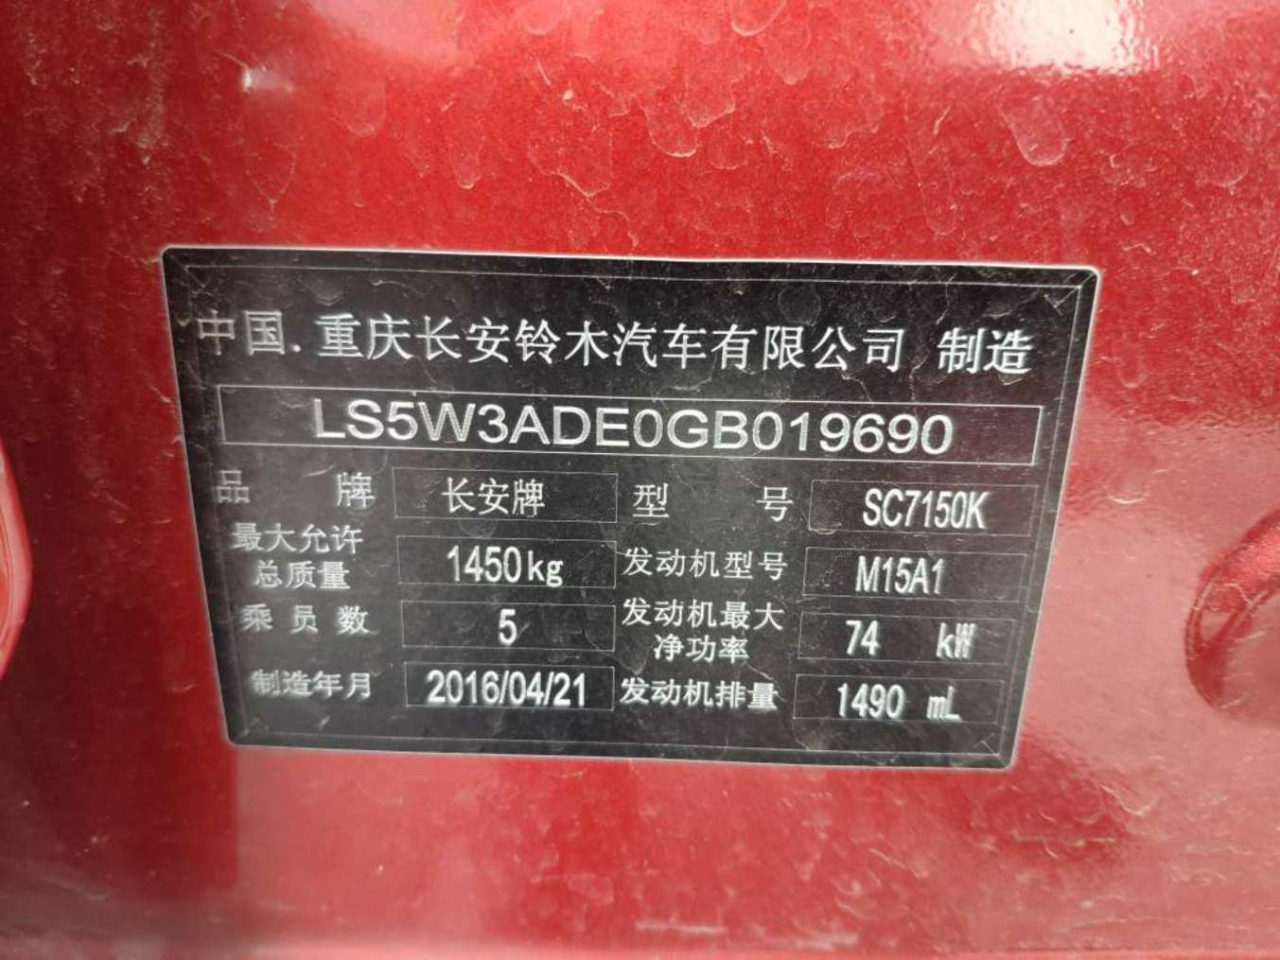 中国.重庆长安铃木汽车有限公司 制造
LS5W3ADE0GB019690
品 牌 长安牌 型 号 SC7150K
最大允许总质量 1450kg 发动机型号 M15A1
乘员数 5 发动机最大净功率 74 kW
制造年月 2016/04/21 发动机排量 1490 mL